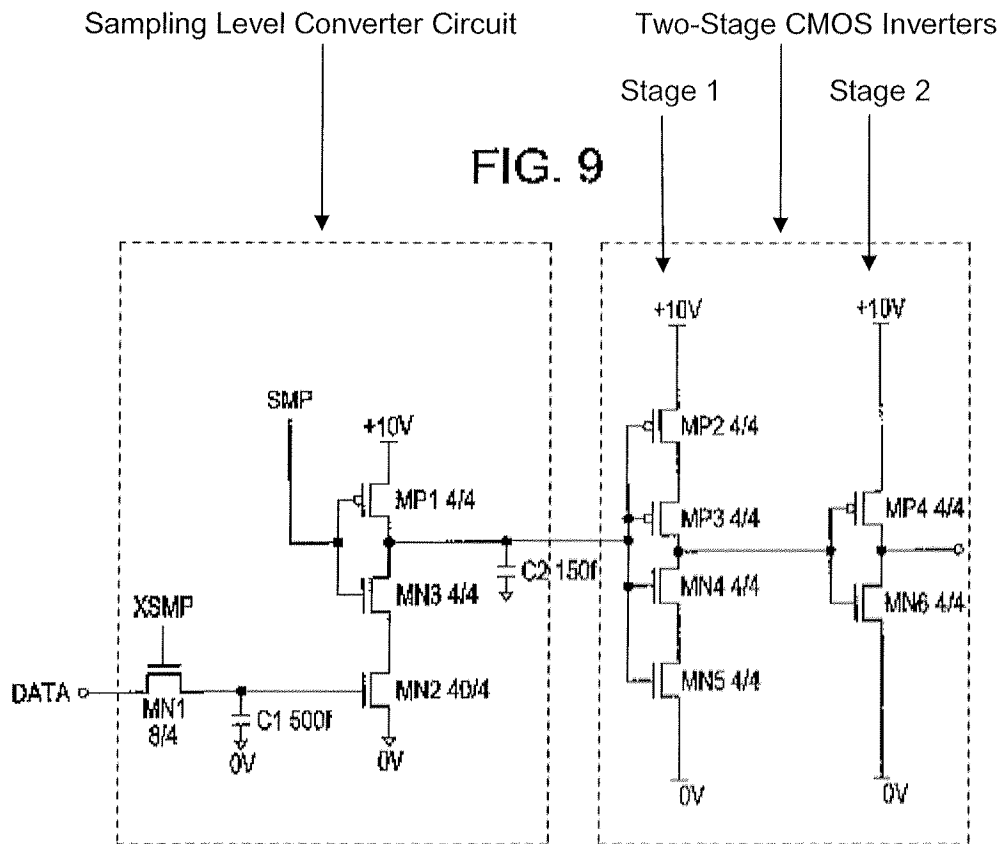 Sampling Level Converter Circuit
Two-Stage CMOS Inverters
Stage 1
Stage 2
FIG. 9
+10V
+10V
SMP
+10V
MP2 4/4
MP1 4/4
MP3 4/4
MP4 4/4
C2 150f
MN3 4/4
MN4 4/4
MN6 4/4
XSMP
DATA
MN1
8/4
C1 500f
MN2 40/4
MN5 4/4
0V
0V
0V
0V